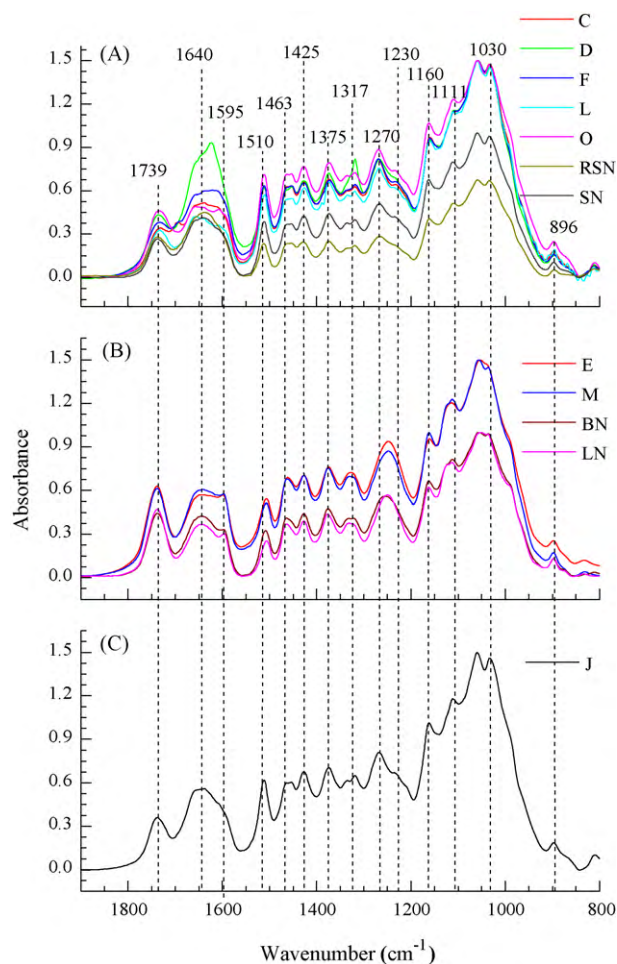 (A)
1640
1595
1425
1463
1317
1230
1160
1111
1030
1739
1510
1375
1270
896
C
D
F
L
O
RSN
SN
1.5
1.2
0.9
0.6
0.3
0.0
(B)
E
M
BN
LN
1.5
1.2
0.9
0.6
0.3
0.0
Absorbance
(C)
J
1.5
1.2
0.9
0.6
0.3
0.0
1800 1600 1400 1200 1000 800
Wavenumber (cm-1)